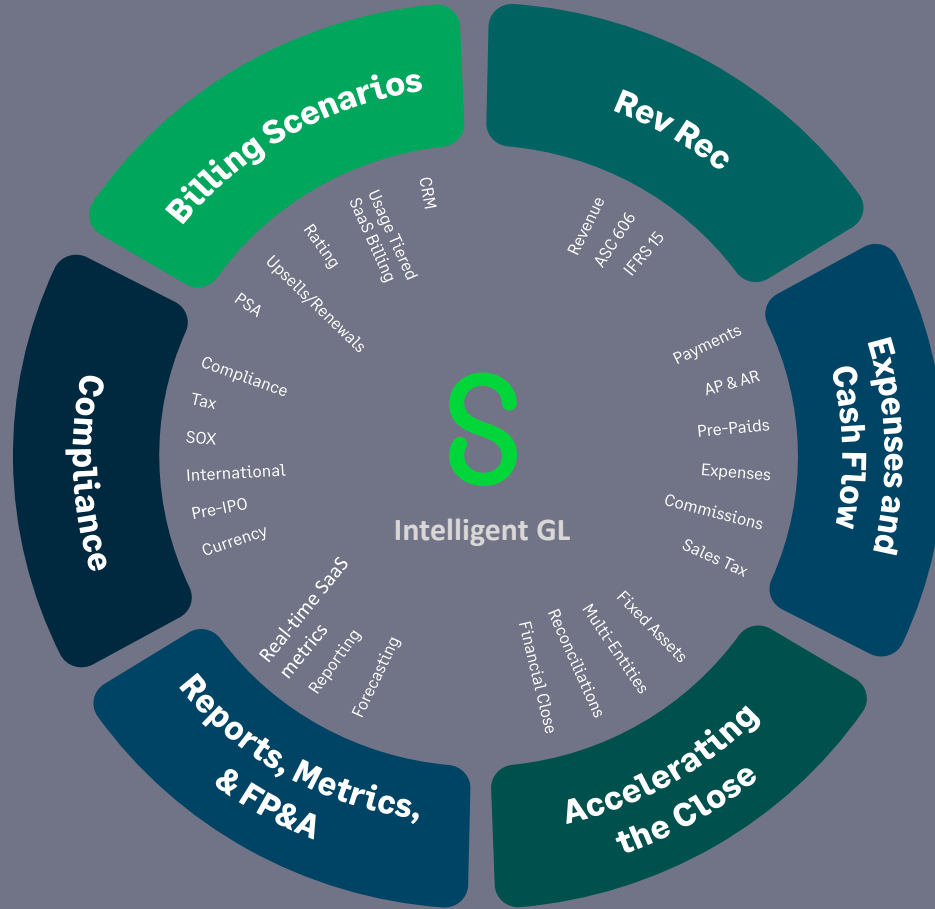 Billing Scenarios
CRM
Usage Tiered
SaaS Billing
Rating
Upsells/Renewals
PSA
Rev Rec
Revenue
ASC 606
IFRS 15
Expenses and
Cash Flow
Payments
AP & AR
Pre-Paids
Expenses
Commissions
Sales Tax
Accelerating
the Close
Fixed Assets
Multi-Entities
Reconciliations
Financial Close
Reports, Metrics,
& FP&A
Real-time SaaS
metrics
Reporting
Forecasting
Compliance
Compliance
Tax
SOX
International
Pre-IPO
Currency
S
Intelligent GL